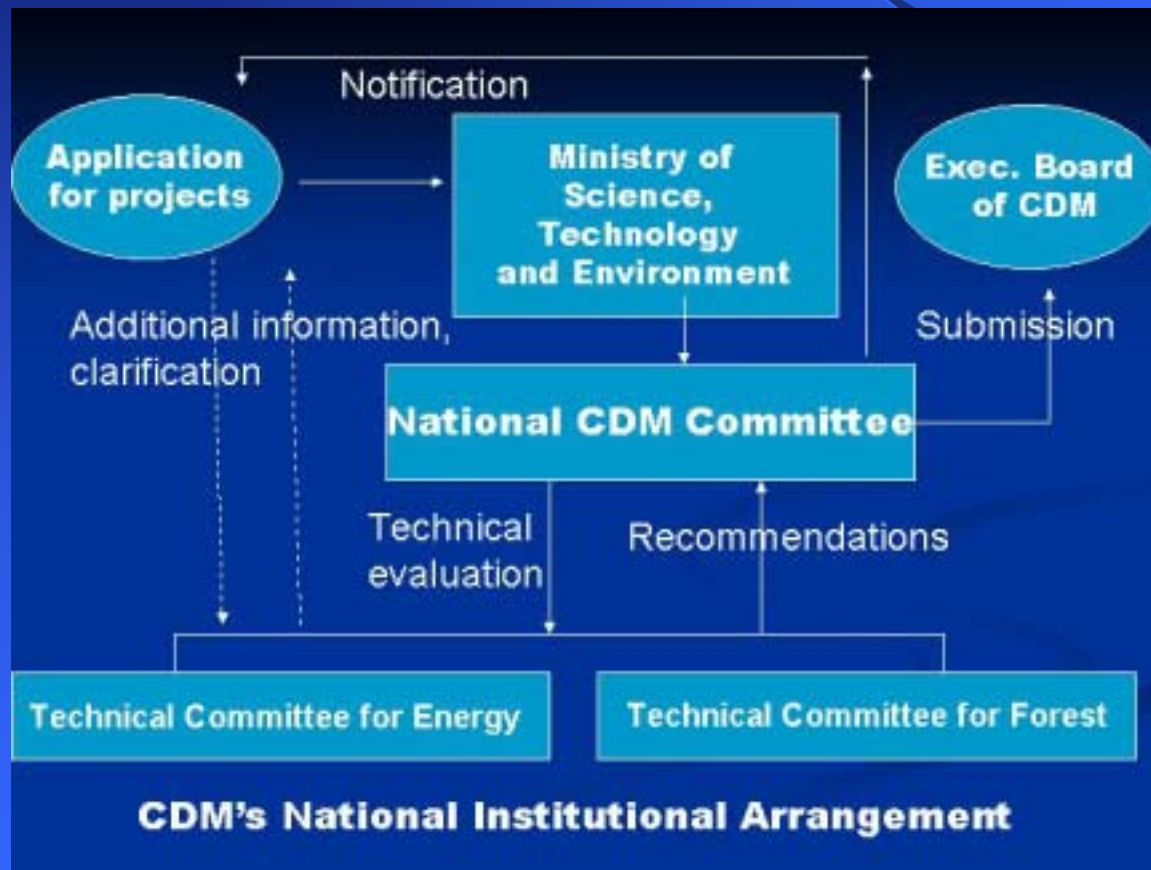 Notification
Application
for projects
Ministry of
Science,
Technology
and Environment
Exec. Board
of CDM
Additional information,
clarification
Submission
National CDM Committee
Technical
evaluation
Recommendations
Technical Committee for Energy
Technical Committee for Forest
CDM's National Institutional Arrangement